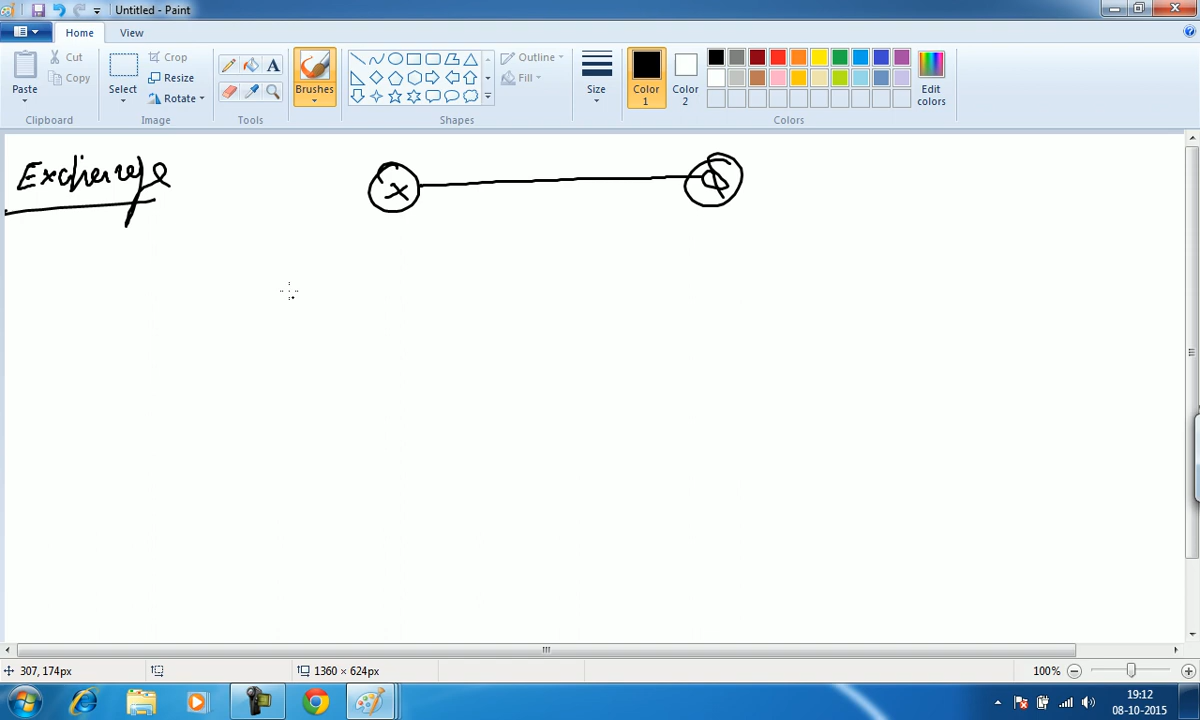 Untitled - Paint
Home View
Paste
Cut
Copy
Clipboard
Select
Crop
Resize
Rotate
Image
Tools
Brushes
Shapes
Outline
Fill
Size
Color 1
Color 2
Edit colors
Colors
Exchange
x
307, 174px
1360 × 624px
100%
19:12
08-10-2015